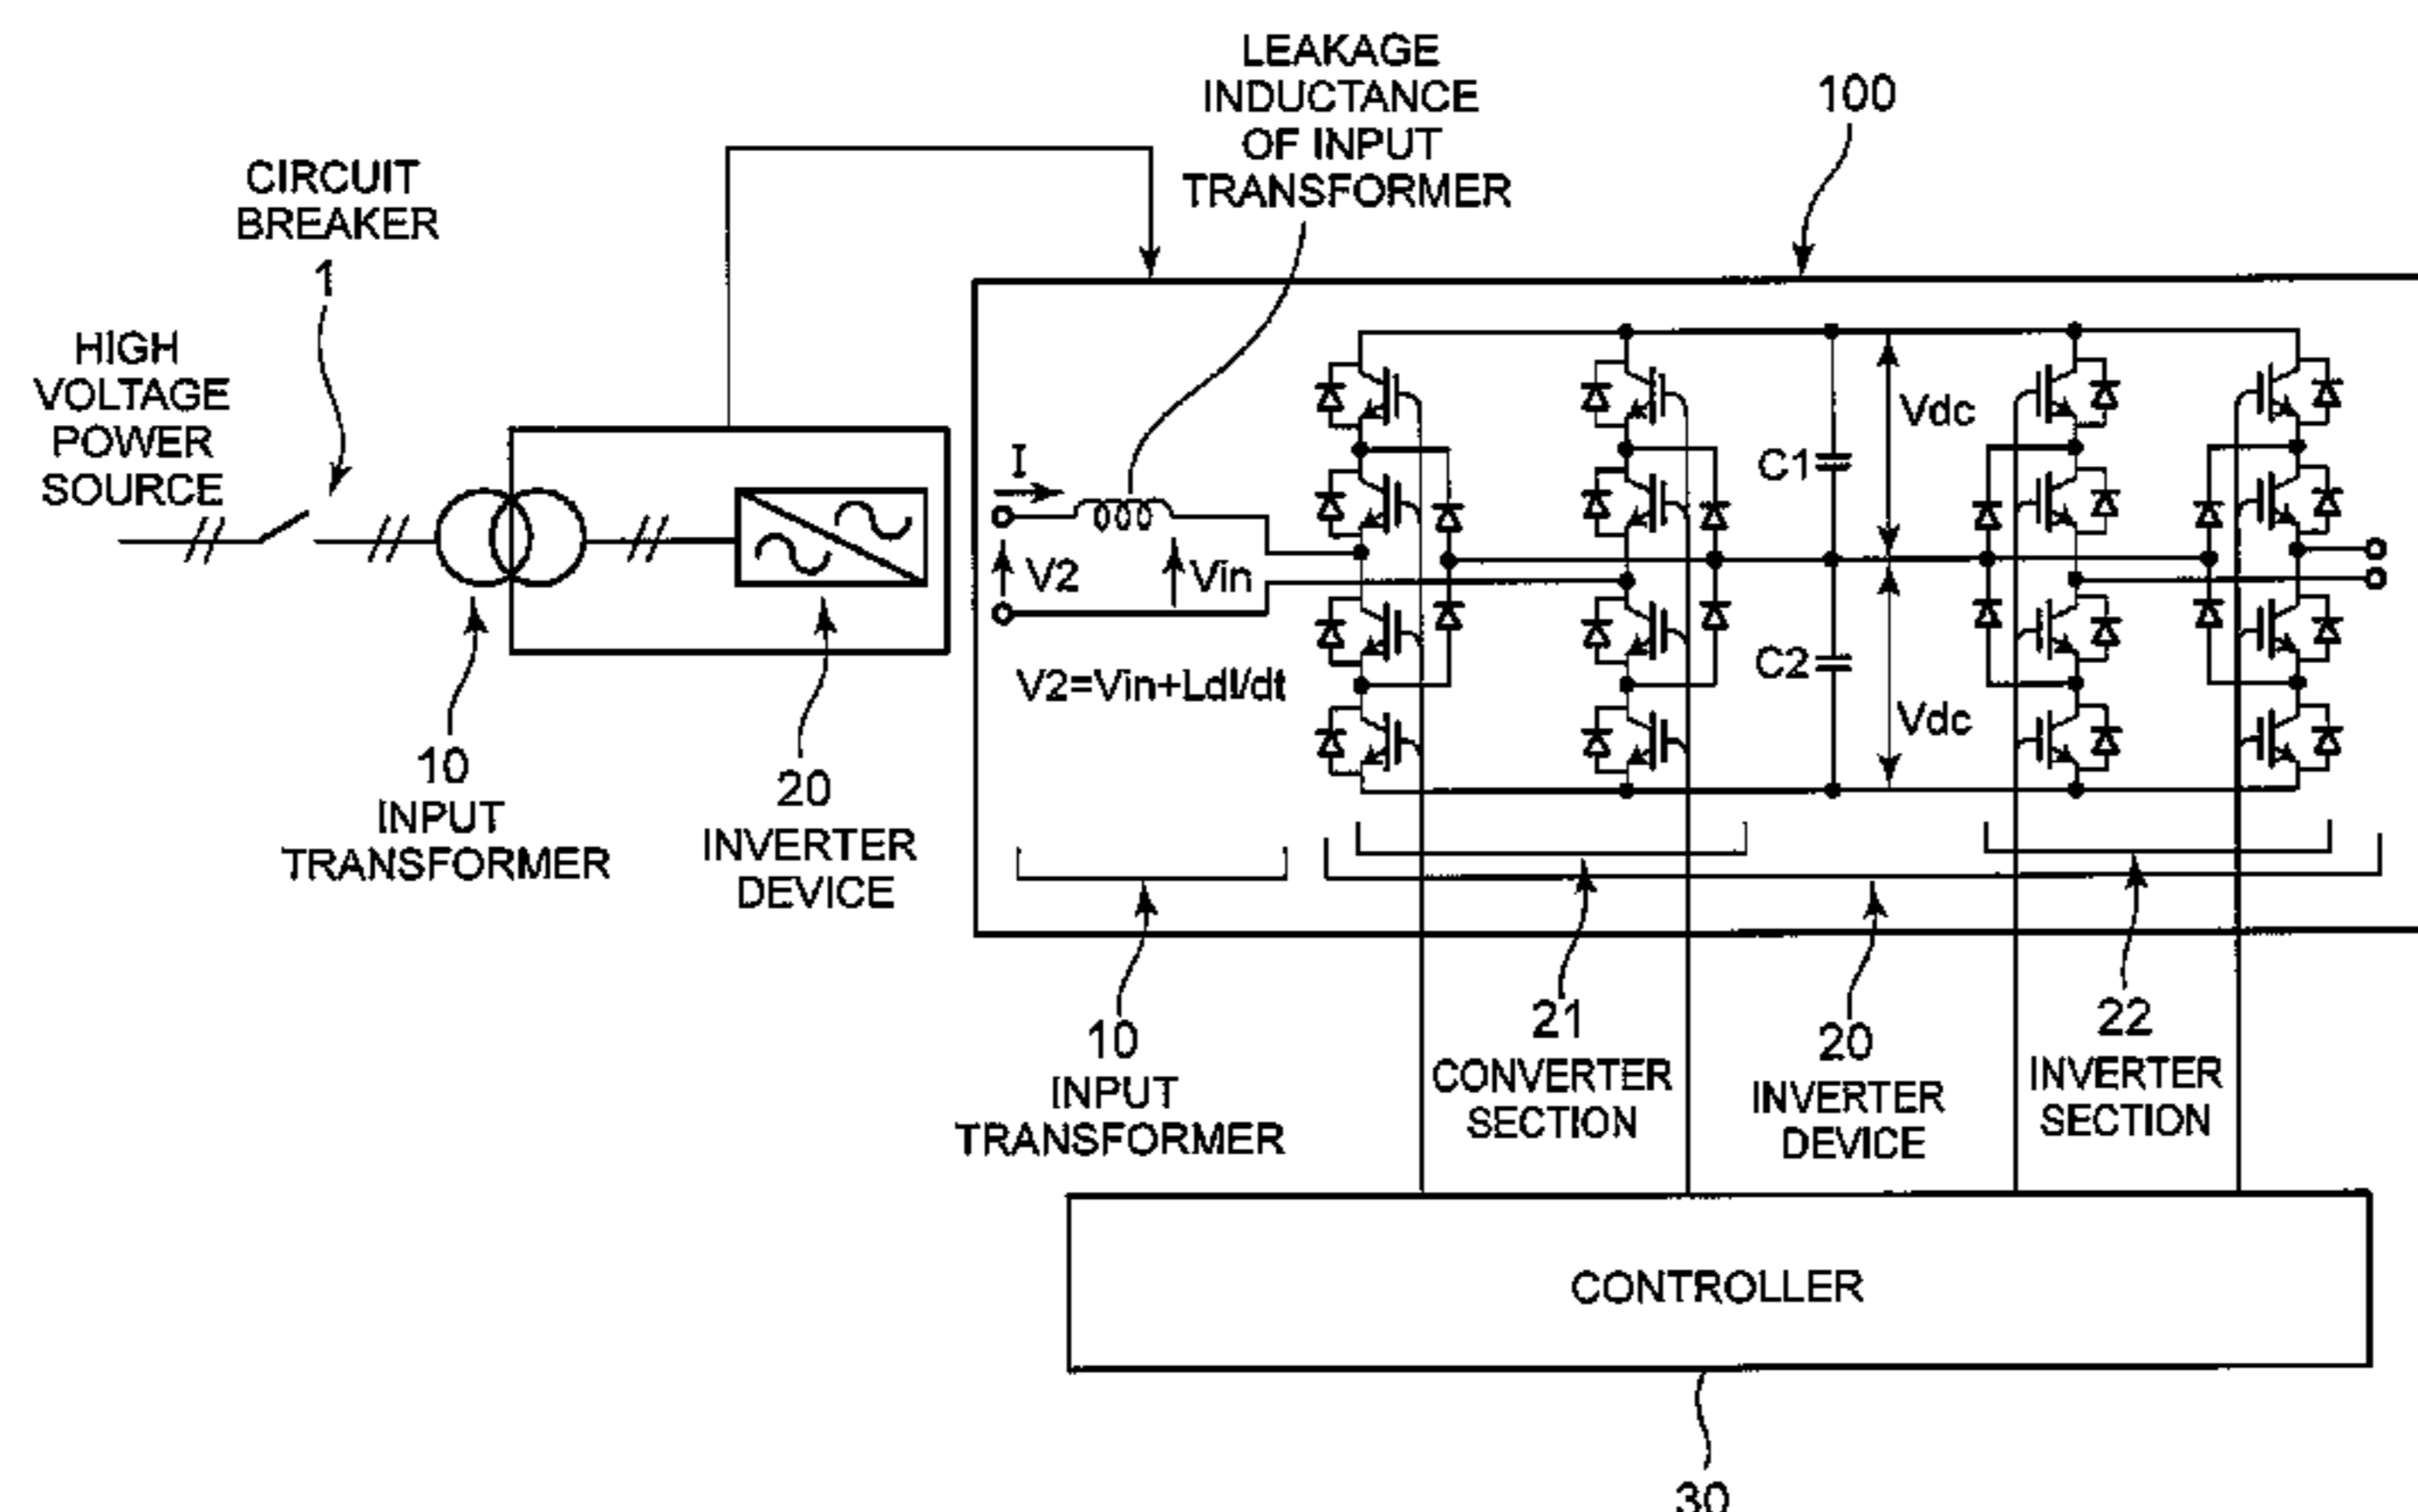 LEAKAGE
INDUCTANCE
OF INPUT
TRANSFORMER
100
CIRCUIT
BREAKER
1
HIGH
VOLTAGE
POWER
SOURCE
I
V2
Vin
V2=Vin+LdI/dt
C1
Vdc
C2
Vdc
10
INPUT
TRANSFORMER
20
INVERTER
DEVICE
10
INPUT
TRANSFORMER
21
CONVERTER
SECTION
20
INVERTER
DEVICE
22
INVERTER
SECTION
CONTROLLER
30